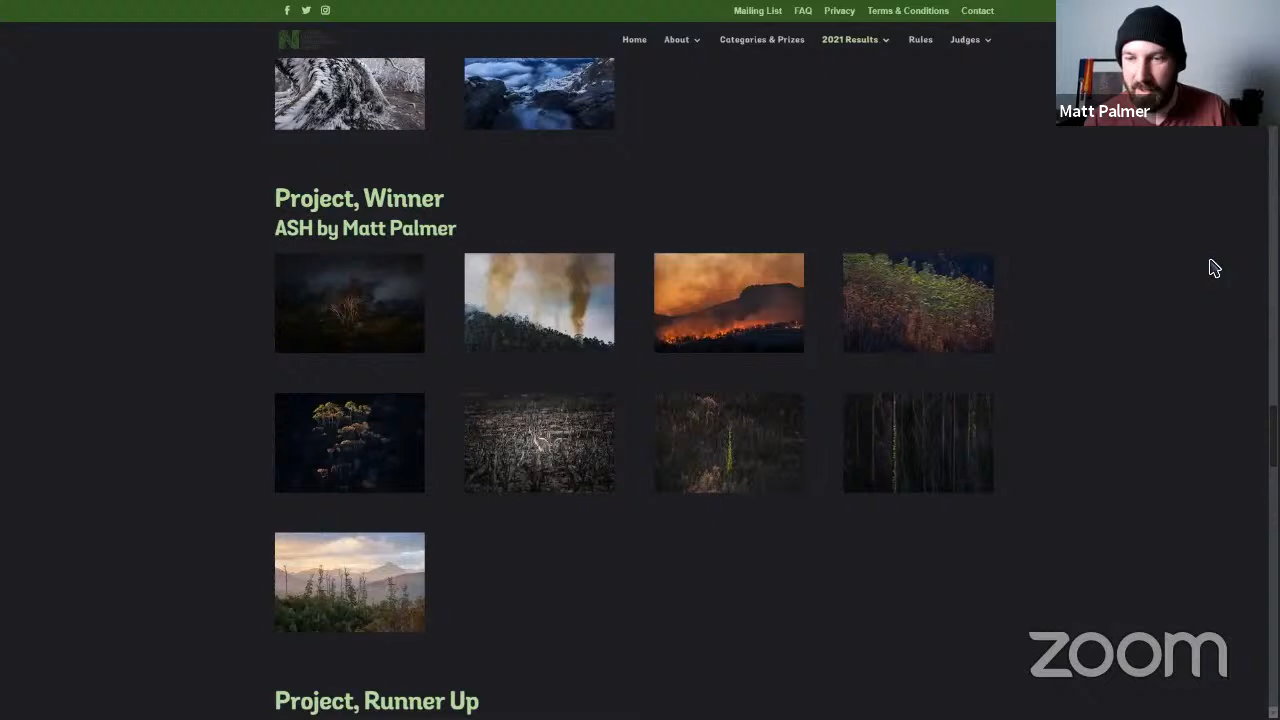 Mailing List FAQ Privacy Terms & Conditions Contact
Home About Categories & Prizes 2021 Results Rules Judges
Matt Palmer
Project, Winner
ASH by Matt Palmer
zoom
Project, Runner Up